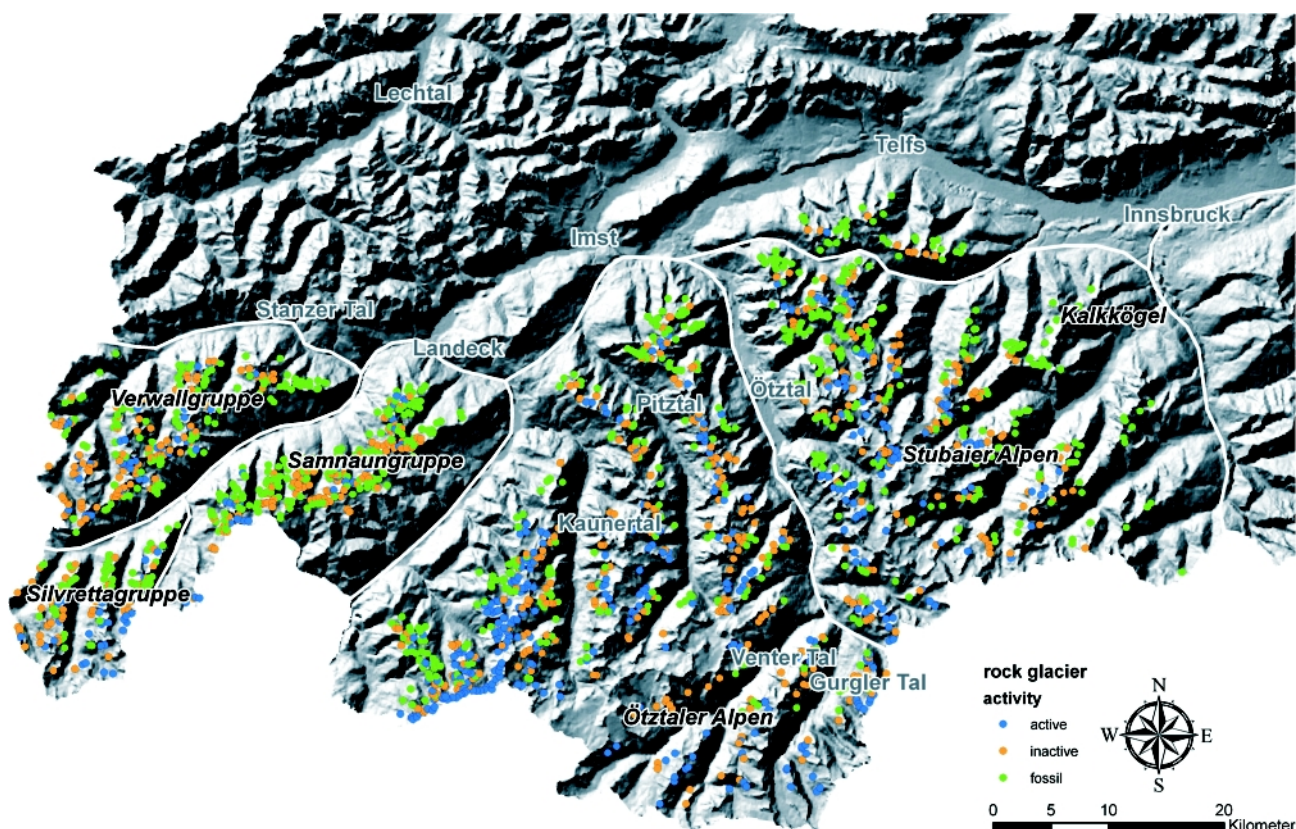 Lechtal
Telfs
Innsbruck
Imst
Stanzer Tal
Kalkkögel
Landeck
Verwallgruppe
Ötztal
Pitztal
Samnaungruppe
Stubaier Alpen
Kaunertal
Silvrettagruppe
Venter Tal
Gurgler Tal
Ötztaler Alpen
rock glacier
activity
active
inactive
fossil
N
W E
S
0 5 10 20
Kilometer